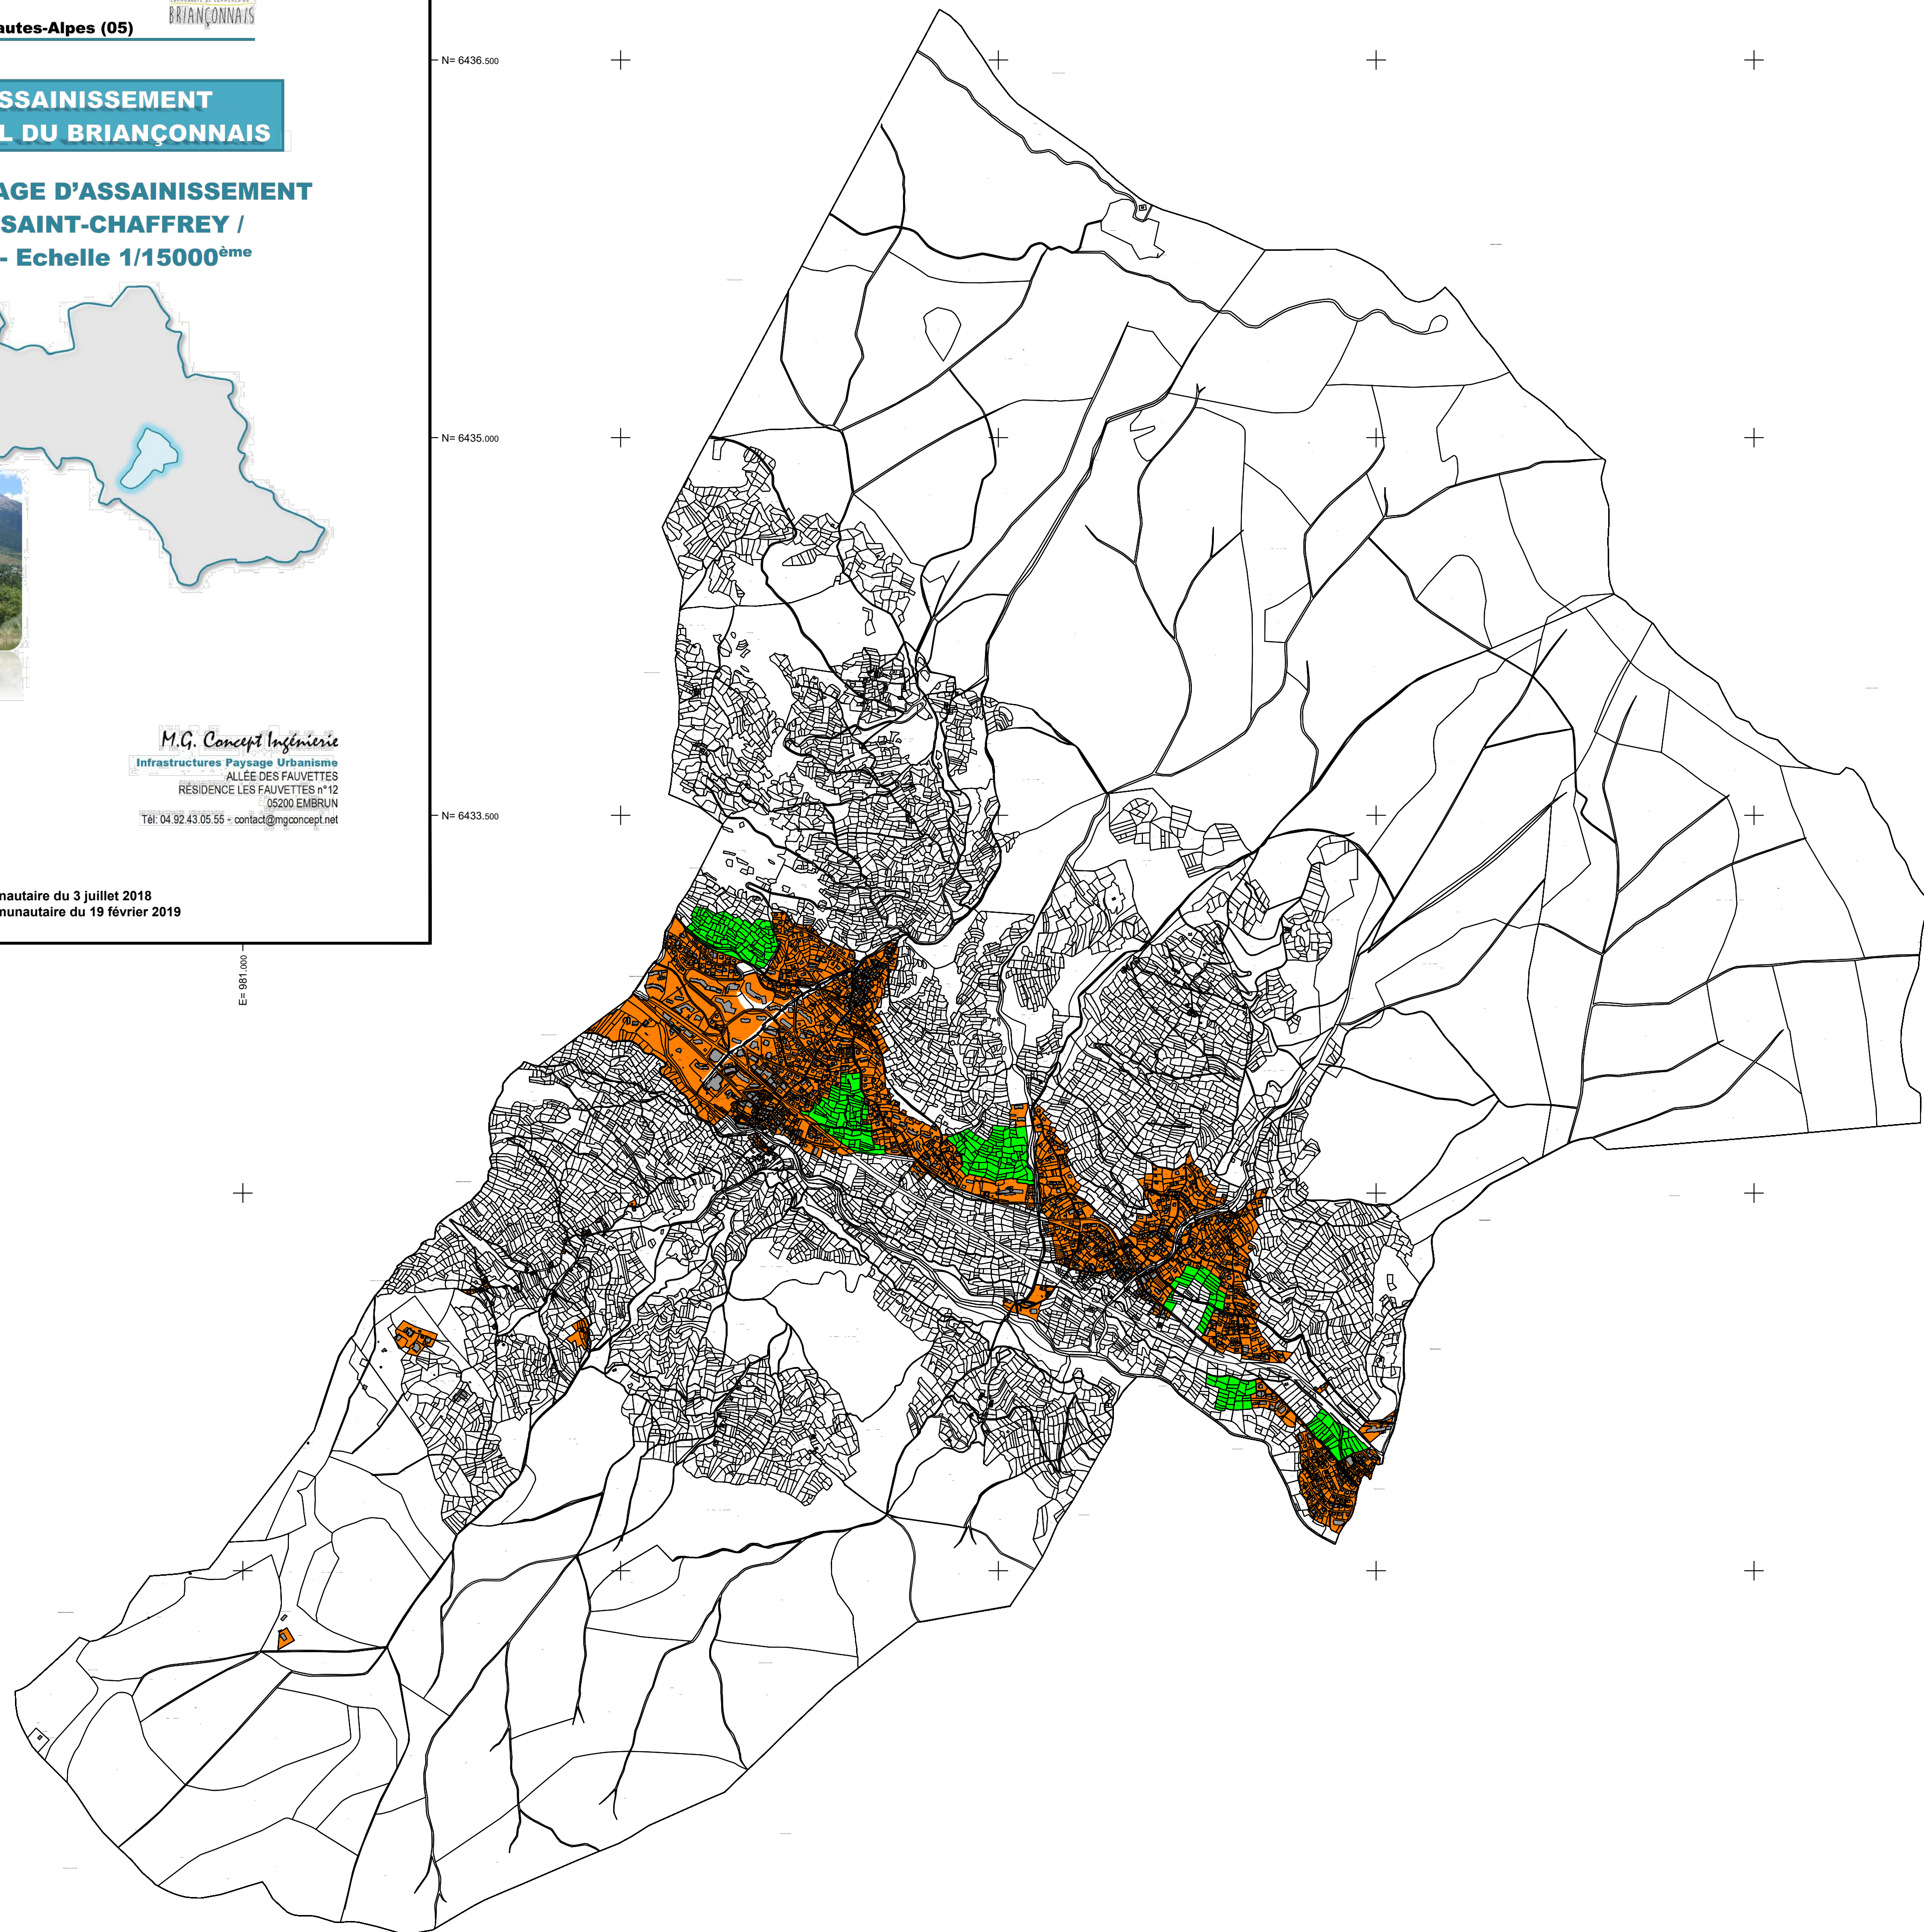 BRIANÇONNAIS
autes-Alpes (05)
SSAINISSEMENT
L DU BRIANÇONNAIS
AGE D'ASSAINISSEMENT
SAINT-CHAFFREY /
- Echelle 1/15000ème
M.G. Concept Ingénierie
Infrastructures Paysage Urbanisme
ALLÉE DES FAUVETTES
RÉSIDENCE LES FAUVETTES n°12
05200 EMBRUN
Tél: 04.92.43.05.55 - contact@mgconcept.net
nautaire du 3 juillet 2018
munautaire du 19 février 2019
N= 6436.500
N= 6435.000
N= 6433.500
E= 981.000